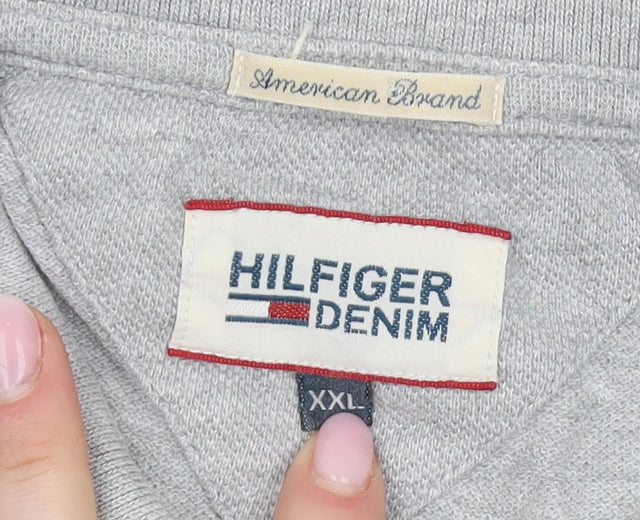 American Brand
HILFIGER
DENIM
XXL